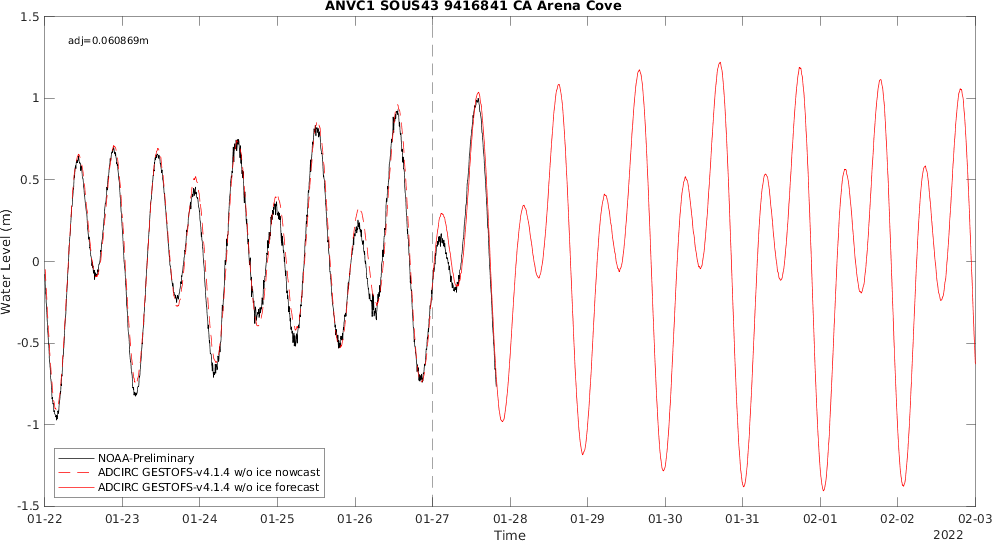 ANVC1 SOUS43 9416841 CA Arena Cove
adj=0.060869m
Water Level (m)
1.5
1
0.5
0
-0.5
-1
-1.5
NOAA-Preliminary
ADCIRC GESTOFS-v4.1.4 w/o ice nowcast
ADCIRC GESTOFS-v4.1.4 w/o ice forecast
01-22 01-23 01-24 01-25 01-26 01-27 01-28 01-29 01-30 01-31 02-01 02-02 02-03
Time
2022